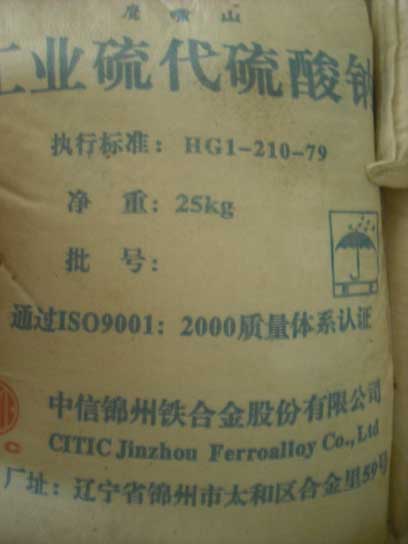 虎嘴山
工业硫代硫酸钠
执行标准：HG1-210-79
净 重：25kg
批 号：
通过ISO9001：2000质量体系认证
中信锦州铁合金股份有限公司
CITIC Jinzhou Ferroalloy Co.,Ltd
厂址：辽宁省锦州市太和区合金里59号